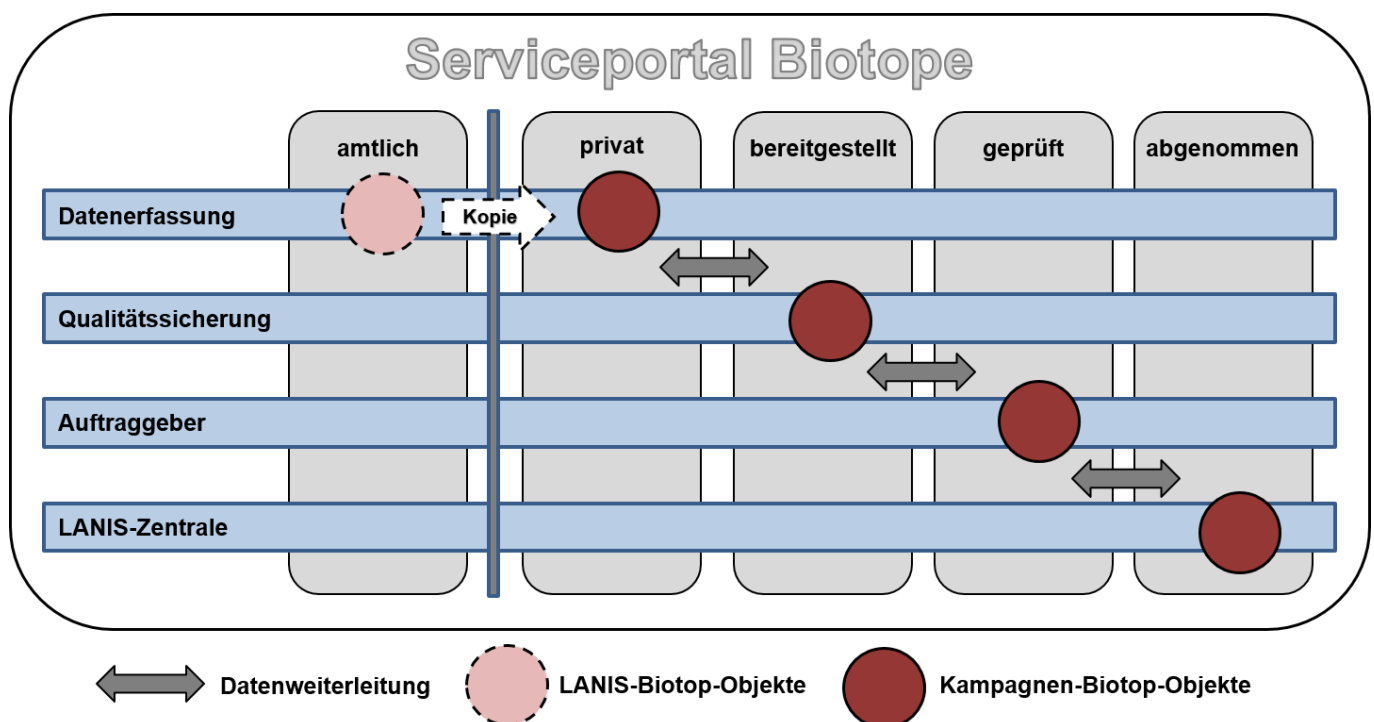 Serviceportal Biotope
amtlich
privat
bereitgestellt
geprüft
abgenommen
Datenerfassung
Kopie
Qualitätssicherung
Auftraggeber
LANIS-Zentrale
Datenweiterleitung
LANIS-Biotop-Objekte
Kampagnen-Biotop-Objekte